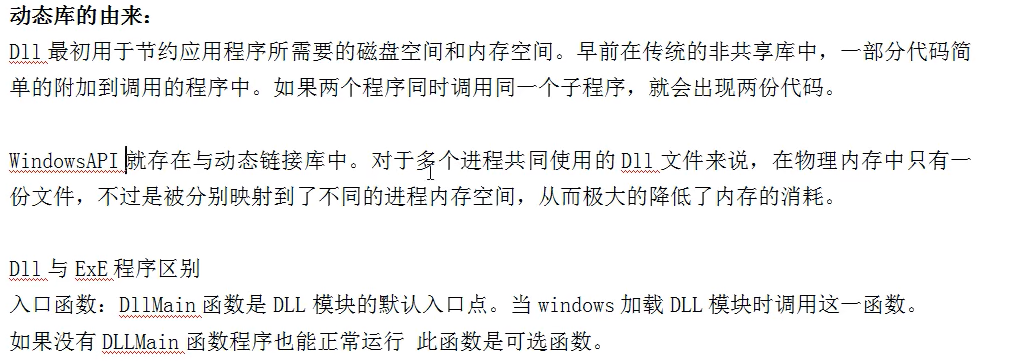 动态库的由来：
Dll 最初用于节约应用程序所需要的磁盘空间和内存空间。早前在传统的非共享库中，一部分代码简
单的附加到调用的程序中。如果两个程序同时调用同一个子程序，就会出现两份代码。
WindowsAPI 就存在与动态链接库中。对于多个进程共同使用的 Dll 文件来说，在物理内存中只有一
份文件，不过是被分别映射到了不同的进程内存空间，从而极大的降低了内存的消耗。
Dll 与 ExE 程序区别
入口函数：DllMain 函数是 DLL 模块的默认入口点。当 windows 加载 DLL 模块时调用这一函数。
如果没有 DLLMain 函数程序也能正常运行 此函数是可选函数。